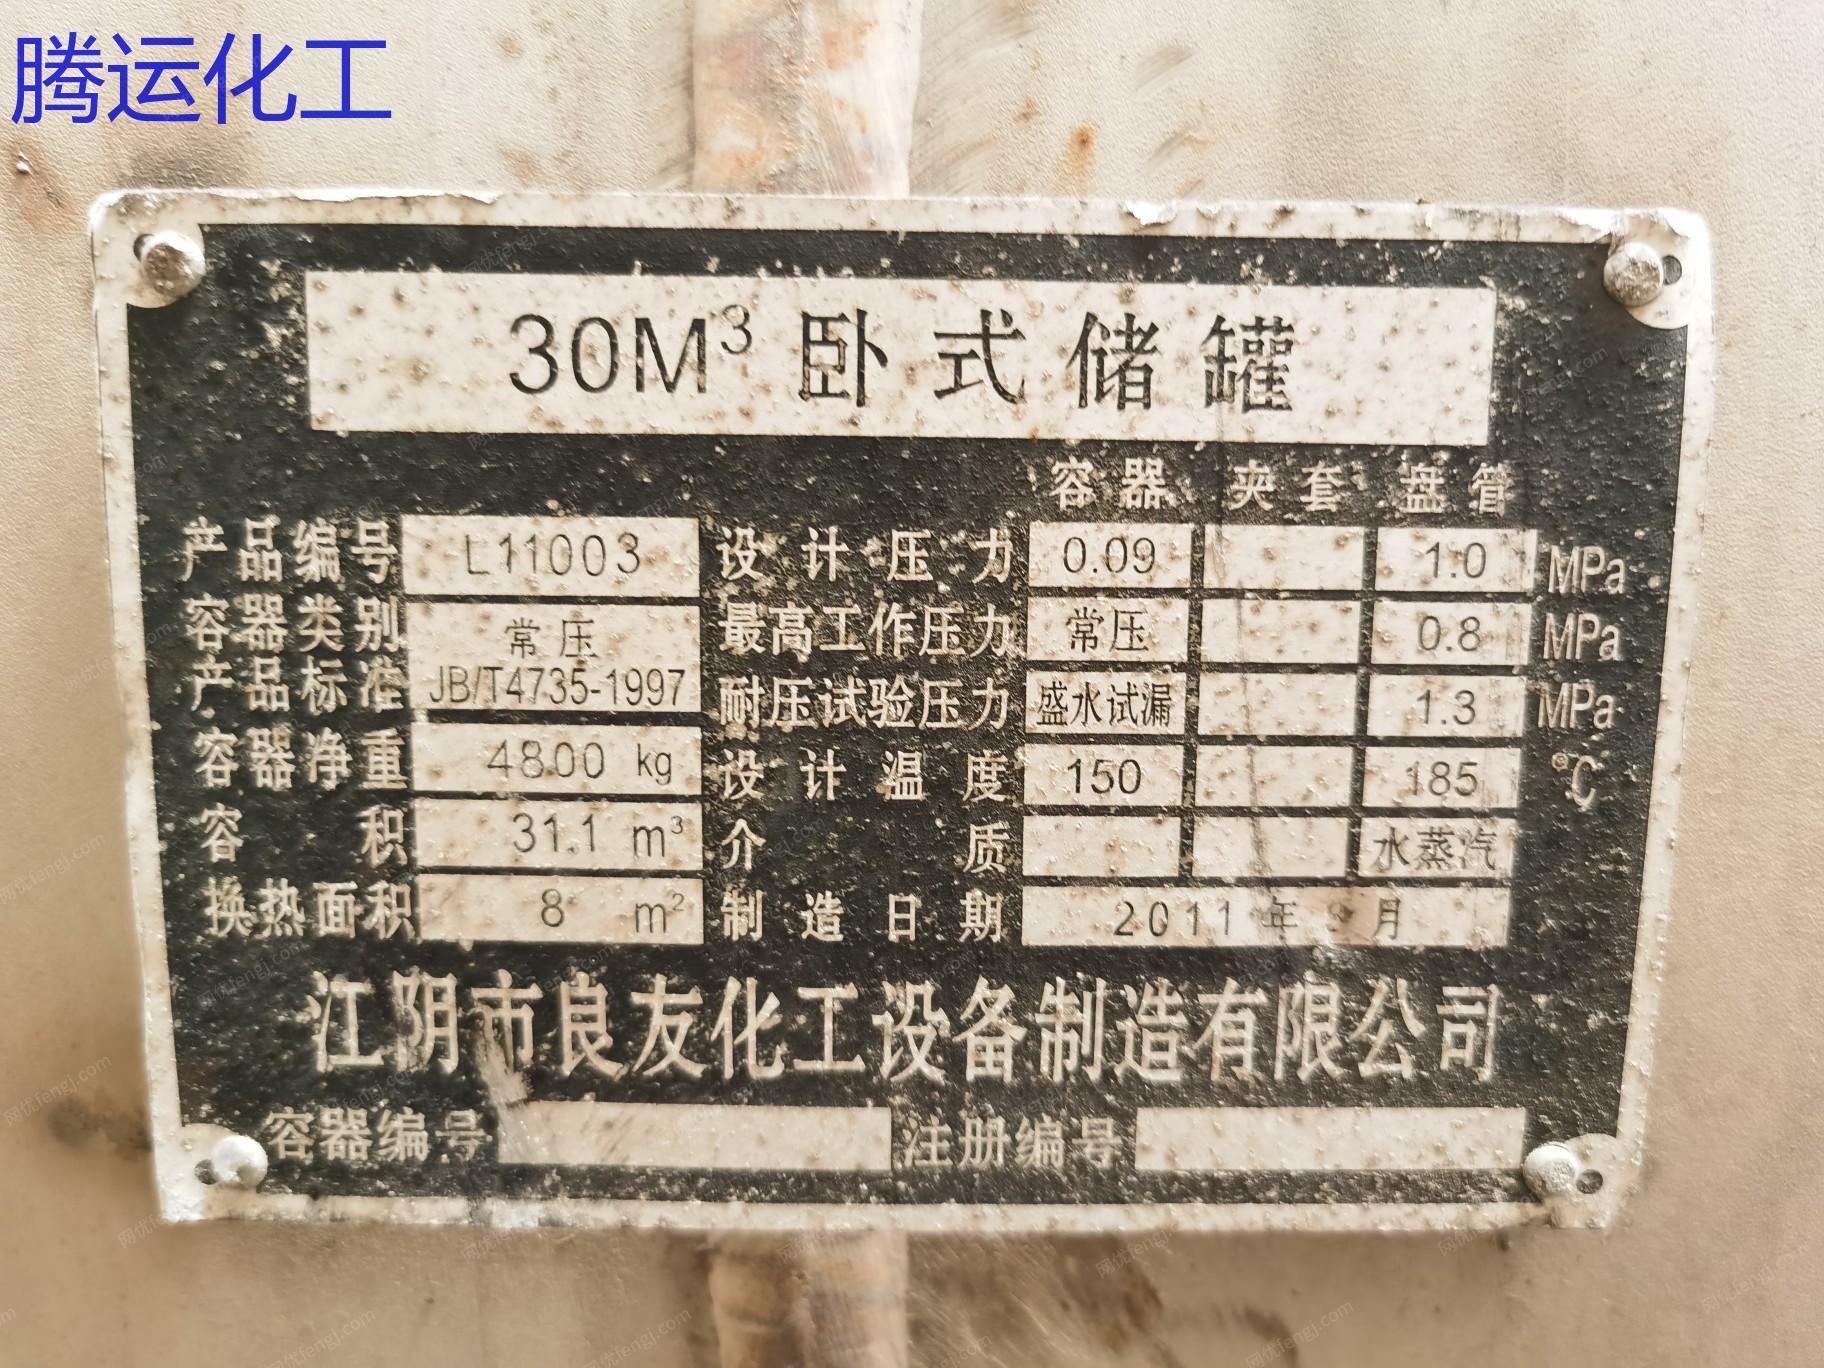 腾运化工
30M³ 卧式储罐
容器 夹套 盘管
产品编号 L11003 设计压力 0.09 1.0 MPa
容器类别 常压 最高工作压力 常压 0.8 MPa
产品标准 JB/T4735-1997 耐压试验压力 盛水试漏 1.3 MPa
容器净重 4800 kg 设计温度 150 185 ℃
容积 31.1 m³ 介质 水蒸汽
换热面积 8 m² 制造日期 2011年 月
江阴市良友化工设备制造有限公司
容器编号 注册编号